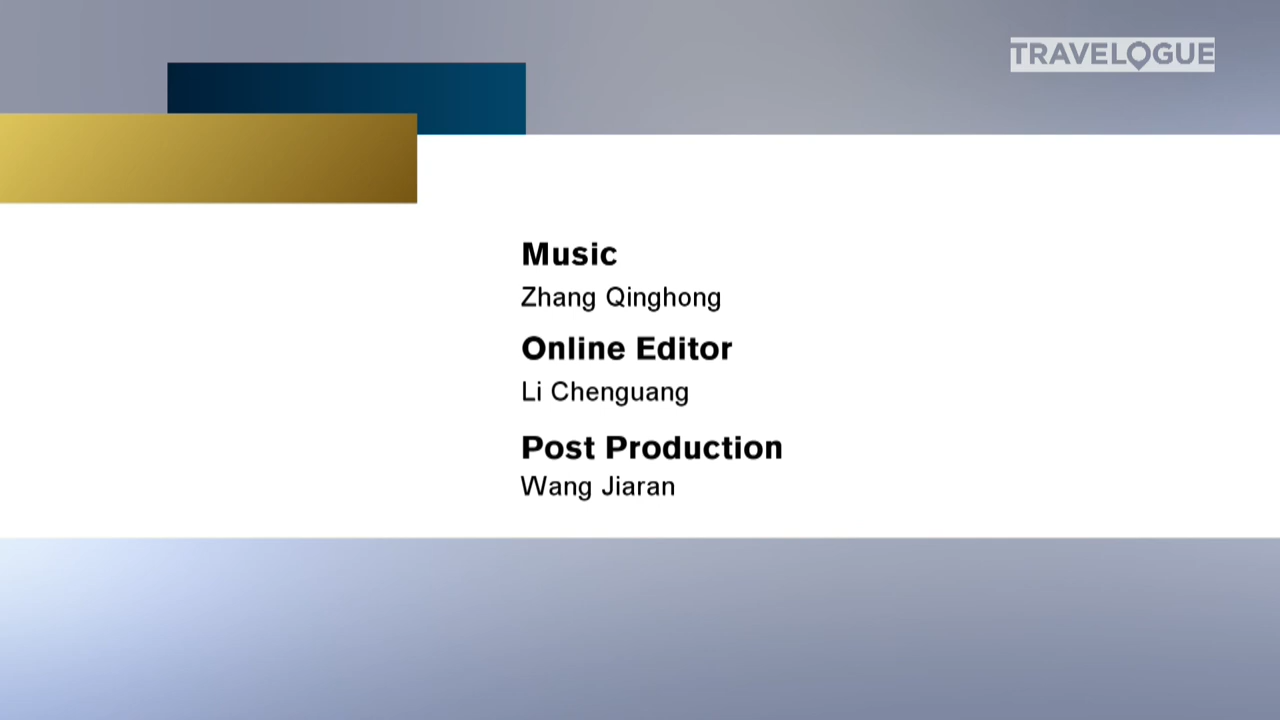 TRAVELOGUE
Music
Zhang Qinghong
Online Editor
Li Chenguang
Post Production
Wang Jiaran